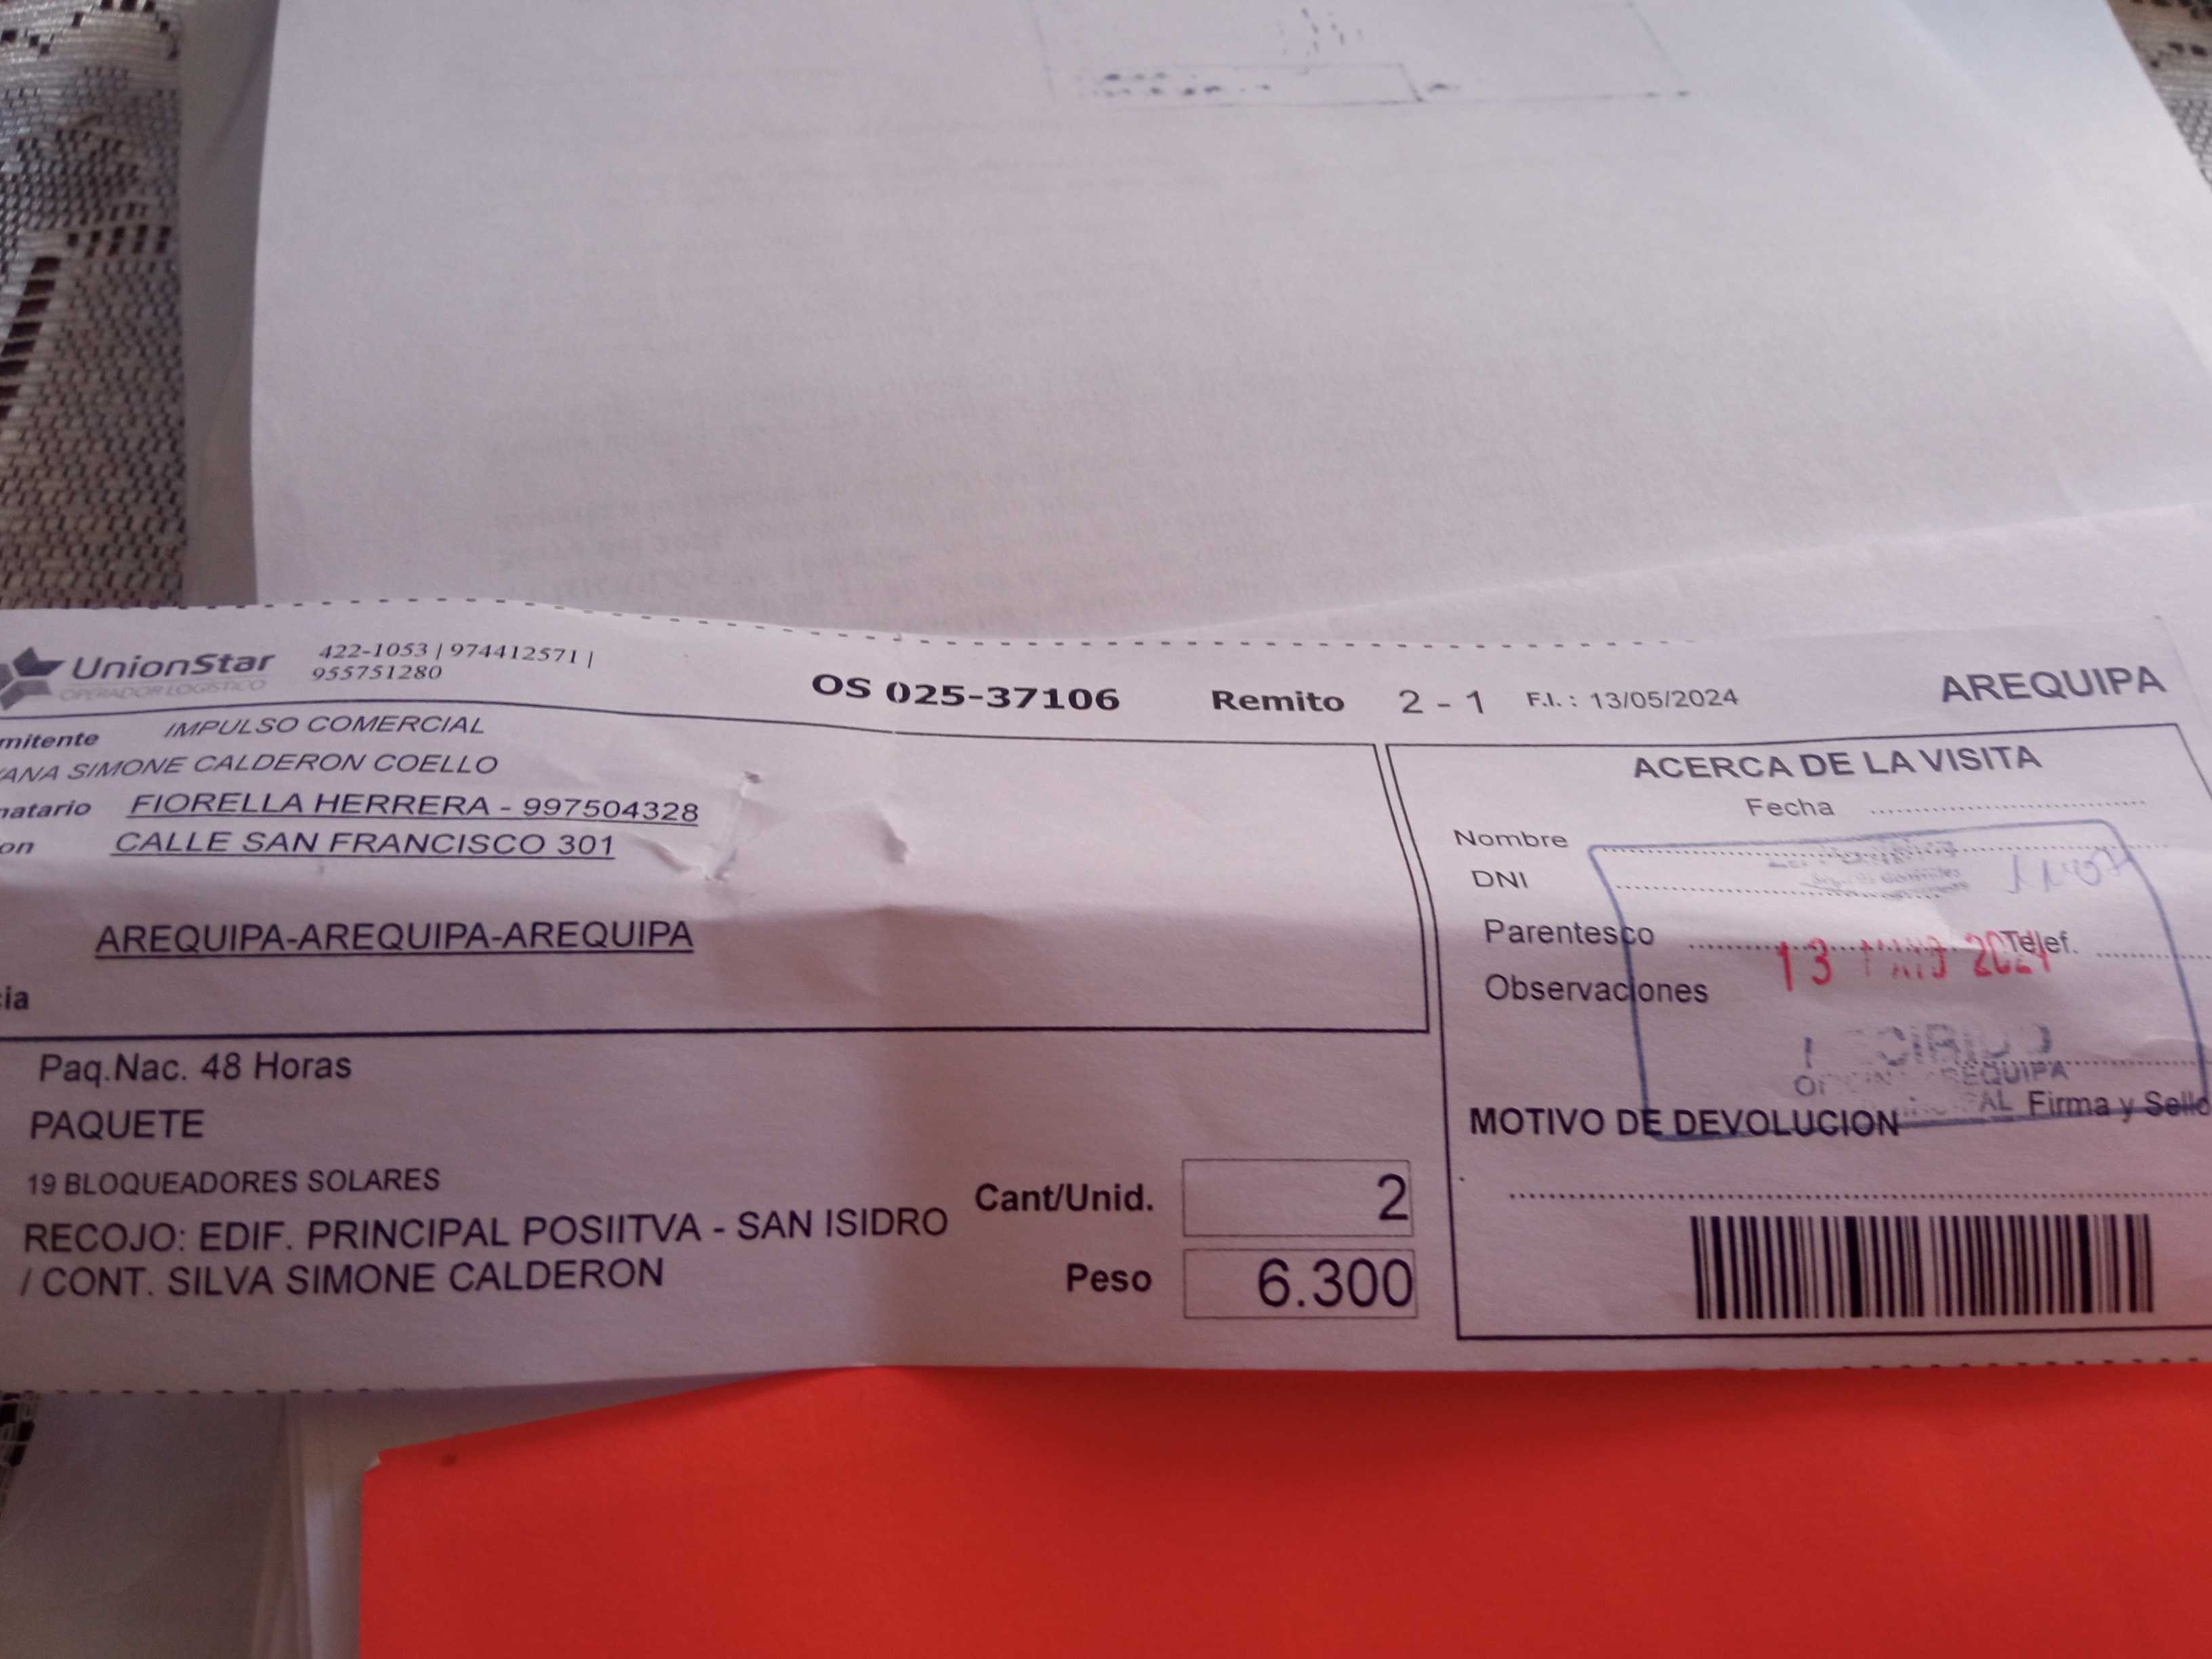 UnionStar
OPERADOR LOGISTICO
422-1053 | 974412571 |
955751280
OS 025-37106 Remito 2 - 1 F.I. : 13/05/2024
AREQUIPA
mitente IMPULSO COMERCIAL
ANA SIMONE CALDERON COELLO
natario FIORELLA HERRERA - 997504328
on CALLE SAN FRANCISCO 301
AREQUIPA-AREQUIPA-AREQUIPA
cia
Paq.Nac. 48 Horas
PAQUETE
19 BLOQUEADORES SOLARES
RECOJO: EDIF. PRINCIPAL POSIITVA - SAN ISIDRO
/ CONT. SILVA SIMONE CALDERON
Cant/Unid. 2
Peso 6.300
ACERCA DE LA VISITA
Fecha
Nombre
DNI
Parentesco Telef.
13 2024
Observaciones
EQUIPA
Firma y Sello
MOTIVO DE DEVOLUCION